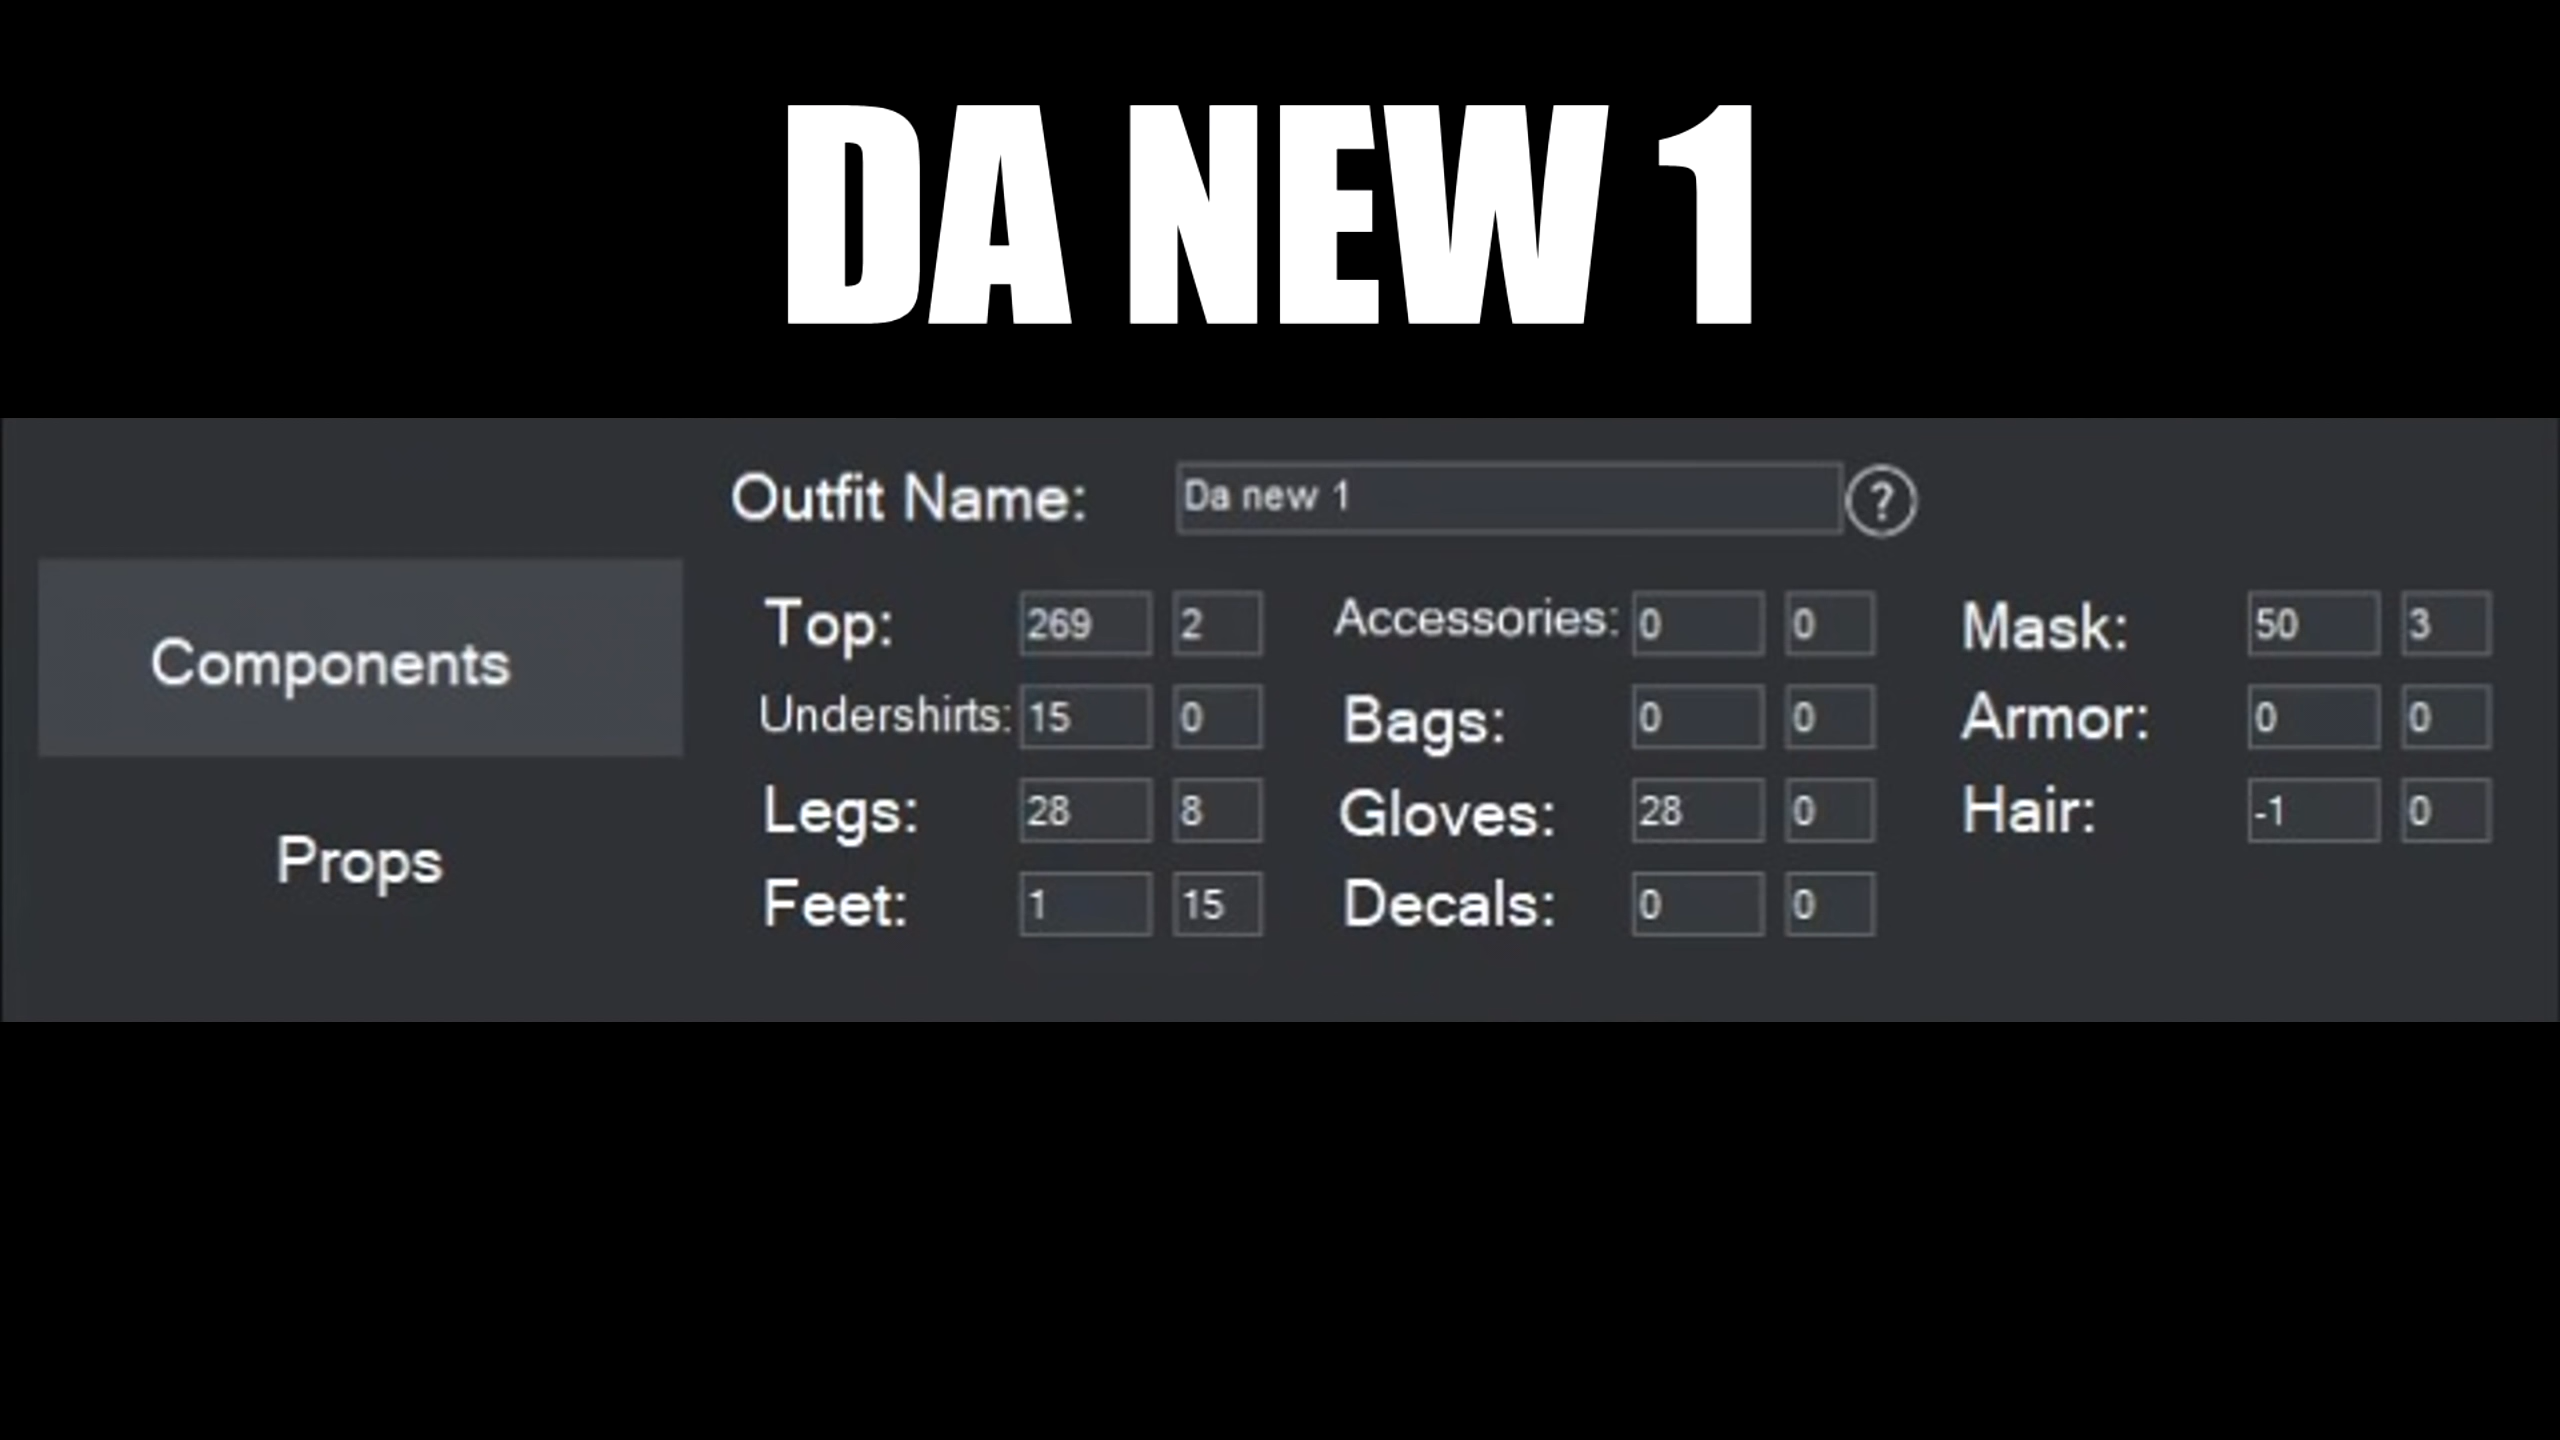 DA NEW 1
Outfit Name: Da new 1 ?
Components
Props
Top: 269 2 Accessories: 0 0 Mask: 50 3
Undershirts: 15 0 Bags: 0 0 Armor: 0 0
Legs: 28 8 Gloves: 28 0 Hair: -1 0
Feet: 1 15 Decals: 0 0